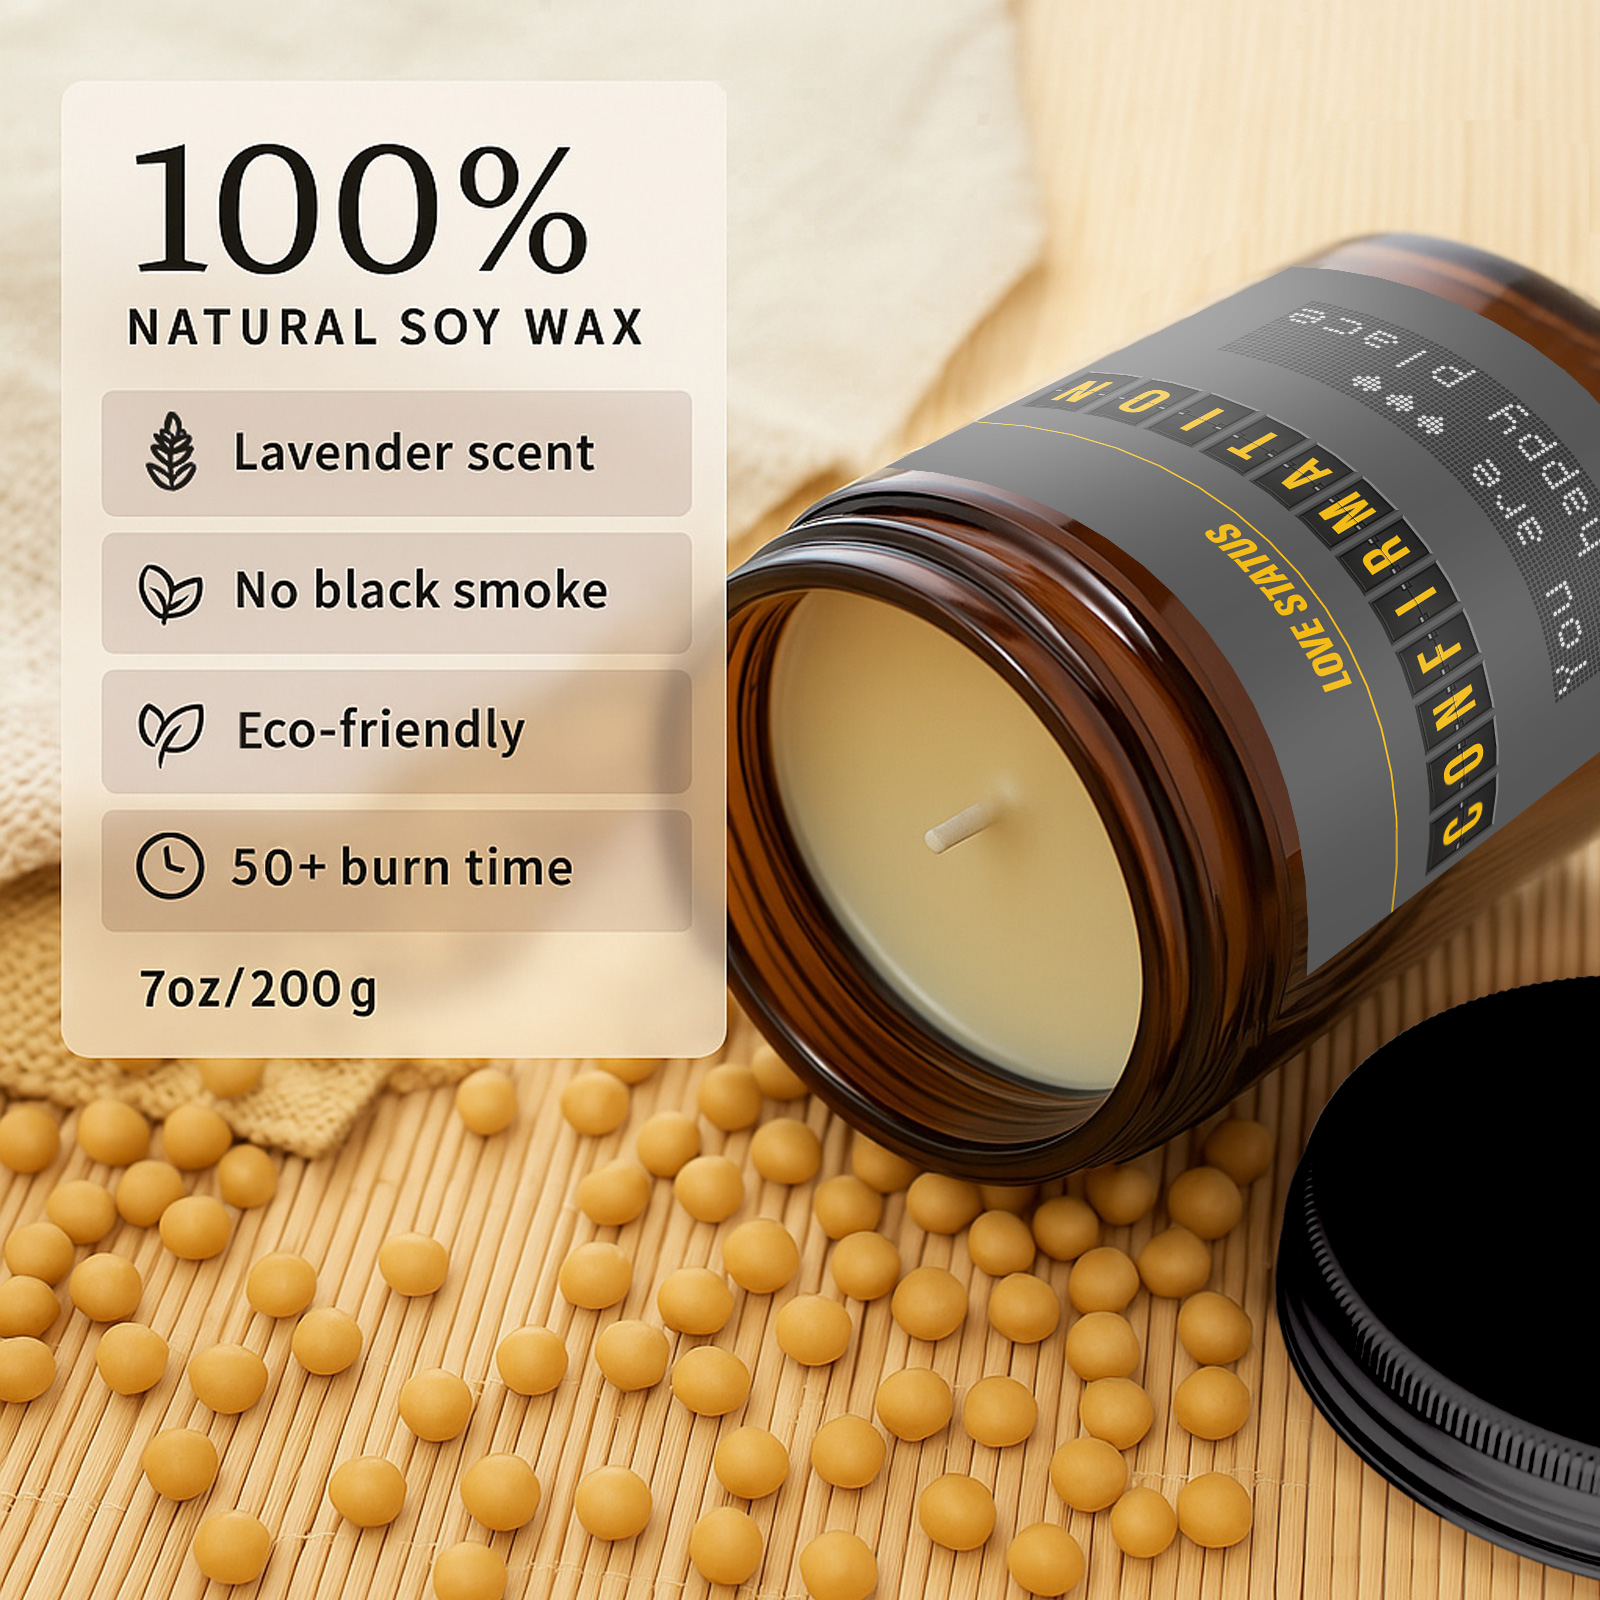 100%
NATURAL SOY WAX
Lavender scent
No black smoke
Eco-friendly
50+ burn time
7oz/200g
LOVE STATUS
CONFIRMATION
You are
happy place